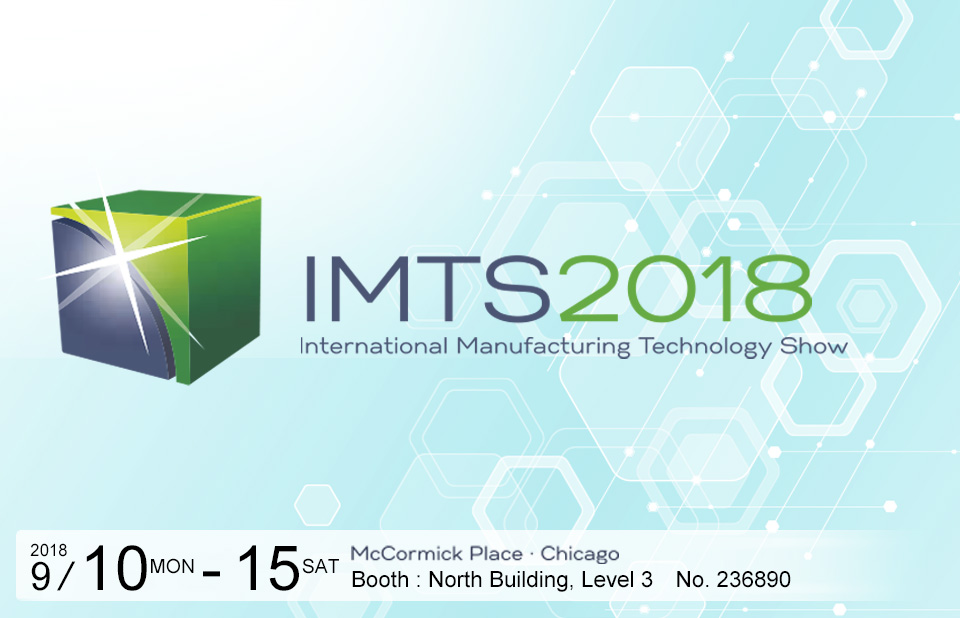 IMTS2018
International Manufacturing Technology Show
2018
9/10MON-15SAT
McCormick Place · Chicago
Booth : North Building, Level 3 No. 236890